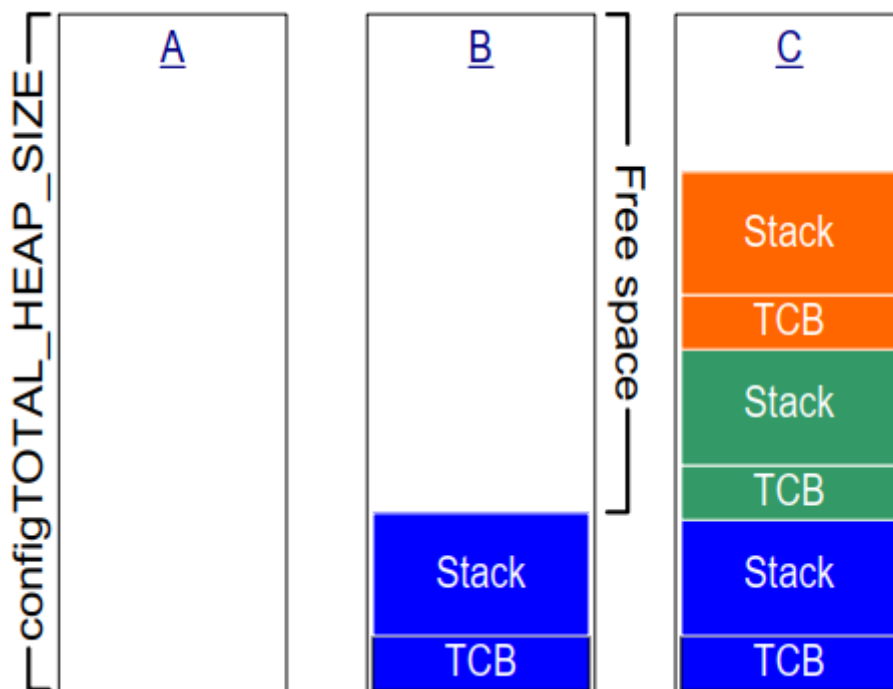 A
B
C
configTOTAL_HEAP_SIZE
Free space
Stack
TCB
Stack
TCB
Stack
Stack
TCB
TCB